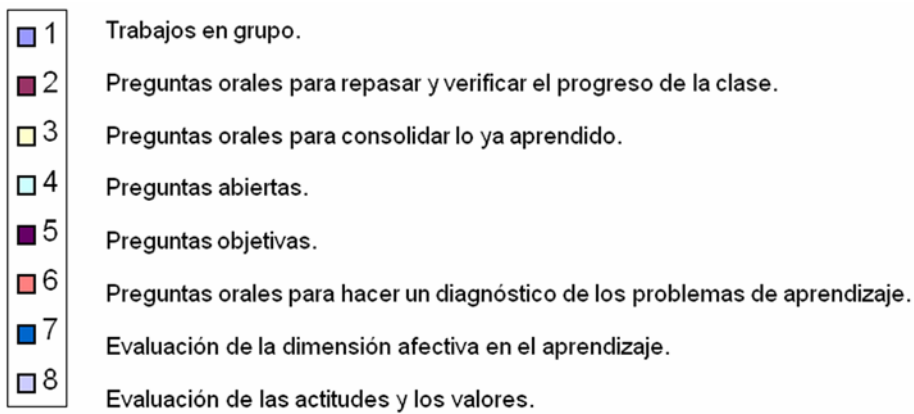 1 Trabajos en grupo.
2 Preguntas orales para repasar y verificar el progreso de la clase.
3 Preguntas orales para consolidar lo ya aprendido.
4 Preguntas abiertas.
5 Preguntas objetivas.
6 Preguntas orales para hacer un diagnóstico de los problemas de aprendizaje.
7 Evaluación de la dimensión afectiva en el aprendizaje.
8 Evaluación de las actitudes y los valores.